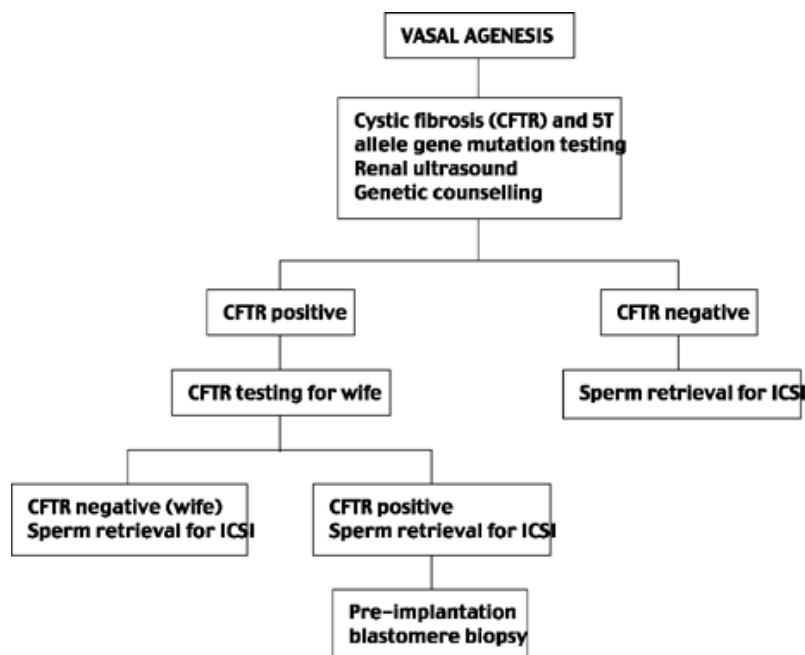 VASAL AGENESIS
Cystic fibrosis (CFTR) and 5T
allele gene mutation testing
Renal ultrasound
Genetic counselling
CFTR positive
CFTR negative
CFTR testing for wife
Sperm retrieval for ICSI
CFTR negative (wife)
Sperm retrieval for ICSI
CFTR positive
Sperm retrieval for ICSI
Pre-implantation
blastomere biopsy